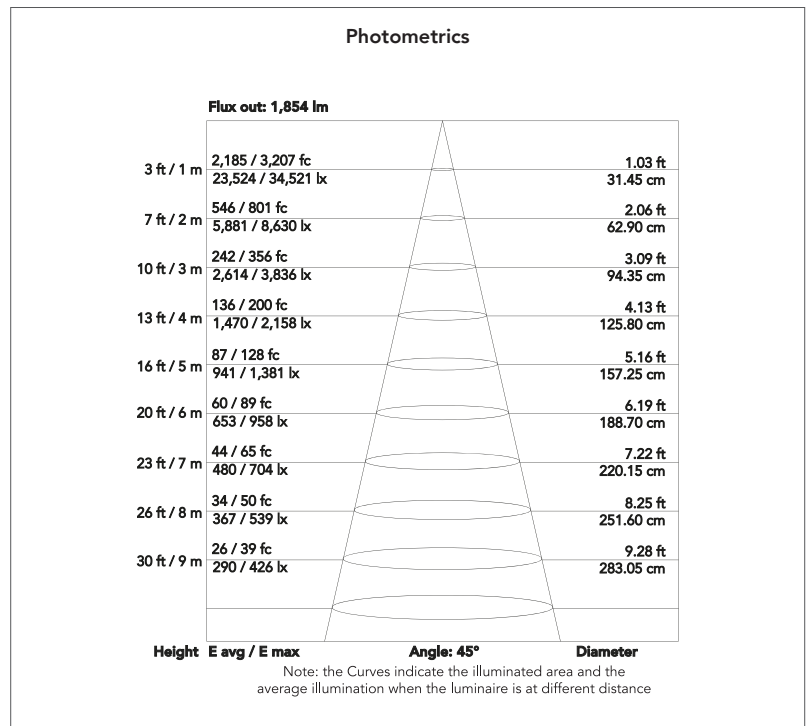 Photometrics
Flux out: 1,854 lm
3 ft / 1 m
2,185 / 3,207 fc
23,524 / 34,521 lx
1.03 ft
31.45 cm
7 ft / 2 m
546 / 801 fc
5,881 / 8,630 lx
2.06 ft
62.90 cm
10 ft / 3 m
242 / 356 fc
2,614 / 3,836 lx
3.09 ft
94.35 cm
13 ft / 4 m
136 / 200 fc
1,470 / 2,158 lx
4.13 ft
125.80 cm
16 ft / 5 m
87 / 128 fc
941 / 1,381 lx
5.16 ft
157.25 cm
20 ft / 6 m
60 / 89 fc
653 / 958 lx
6.19 ft
188.70 cm
23 ft / 7 m
44 / 65 fc
480 / 704 lx
7.22 ft
220.15 cm
26 ft / 8 m
34 / 50 fc
367 / 539 lx
8.25 ft
251.60 cm
30 ft / 9 m
26 / 39 fc
290 / 426 lx
9.28 ft
283.05 cm
Height E avg / E max Angle: 45° Diameter
Note: the Curves indicate the illuminated area and the
average illumination when the luminaire is at different distance